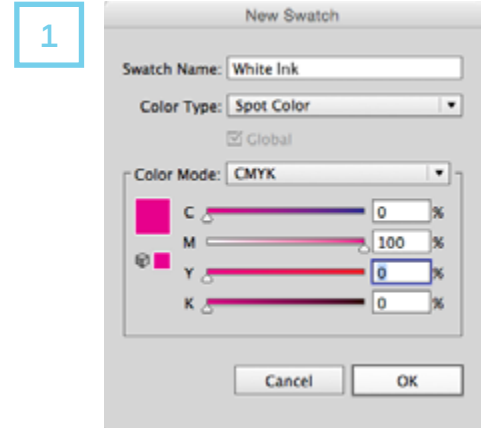 1
New Swatch
Swatch Name: White Ink
Color Type: Spot Color
Global
Color Mode: CMYK
C 0 %
M 100 %
Y 0 %
K 0 %
Cancel OK